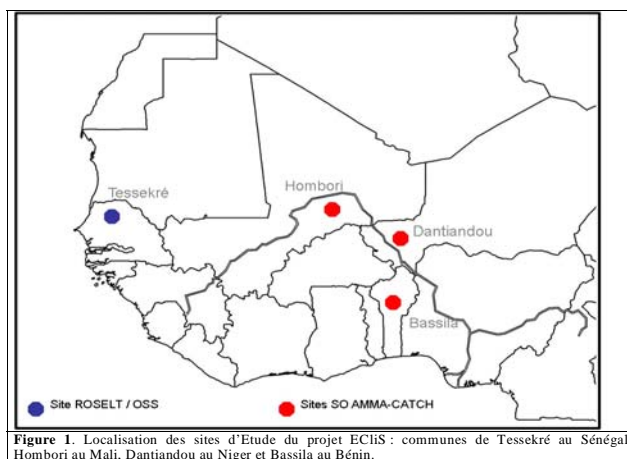 Tessekré
Hombori
Dantiandou
Bassila
Site ROSELT / OSS
Sites SO AMMA-CATCH
Figure 1. Localisation des sites d'Etude du projet ECliS : communes de Tessekré au Sénégal
Hombori au Mali, Dantiandou au Niger et Bassila au Bénin.